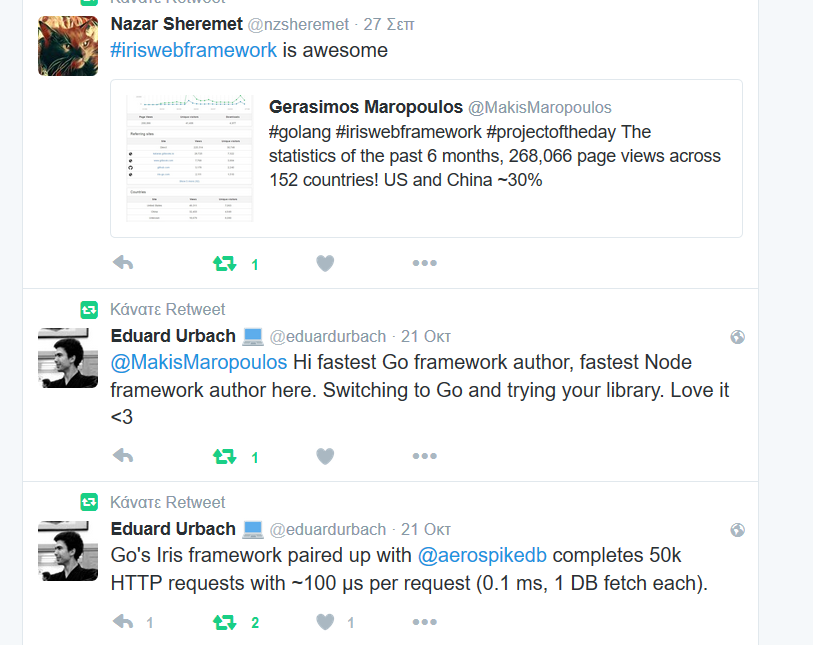 Κάνατε Retweet
Nazar Sheremet @nzsheremet · 27 Σεπ
#iriswebframework is awesome
Gerasimos Maropoulos @MakisMaropoulos
#golang #iriswebframework #projectoftheday The
statistics of the past 6 months, 268,066 page views across
152 countries! US and China ~30%
Referring sites
Countries
1
Κάνατε Retweet
Eduard Urbach 💻 @eduardurbach · 21 Οκτ
@MakisMaropoulos Hi fastest Go framework author, fastest Node
framework author here. Switching to Go and trying your library. Love it
<3
1
Κάνατε Retweet
Eduard Urbach 💻 @eduardurbach · 21 Οκτ
Go's Iris framework paired up with @aerospikedb completes 50k
HTTP requests with ~100 µs per request (0.1 ms, 1 DB fetch each).
1 2 1